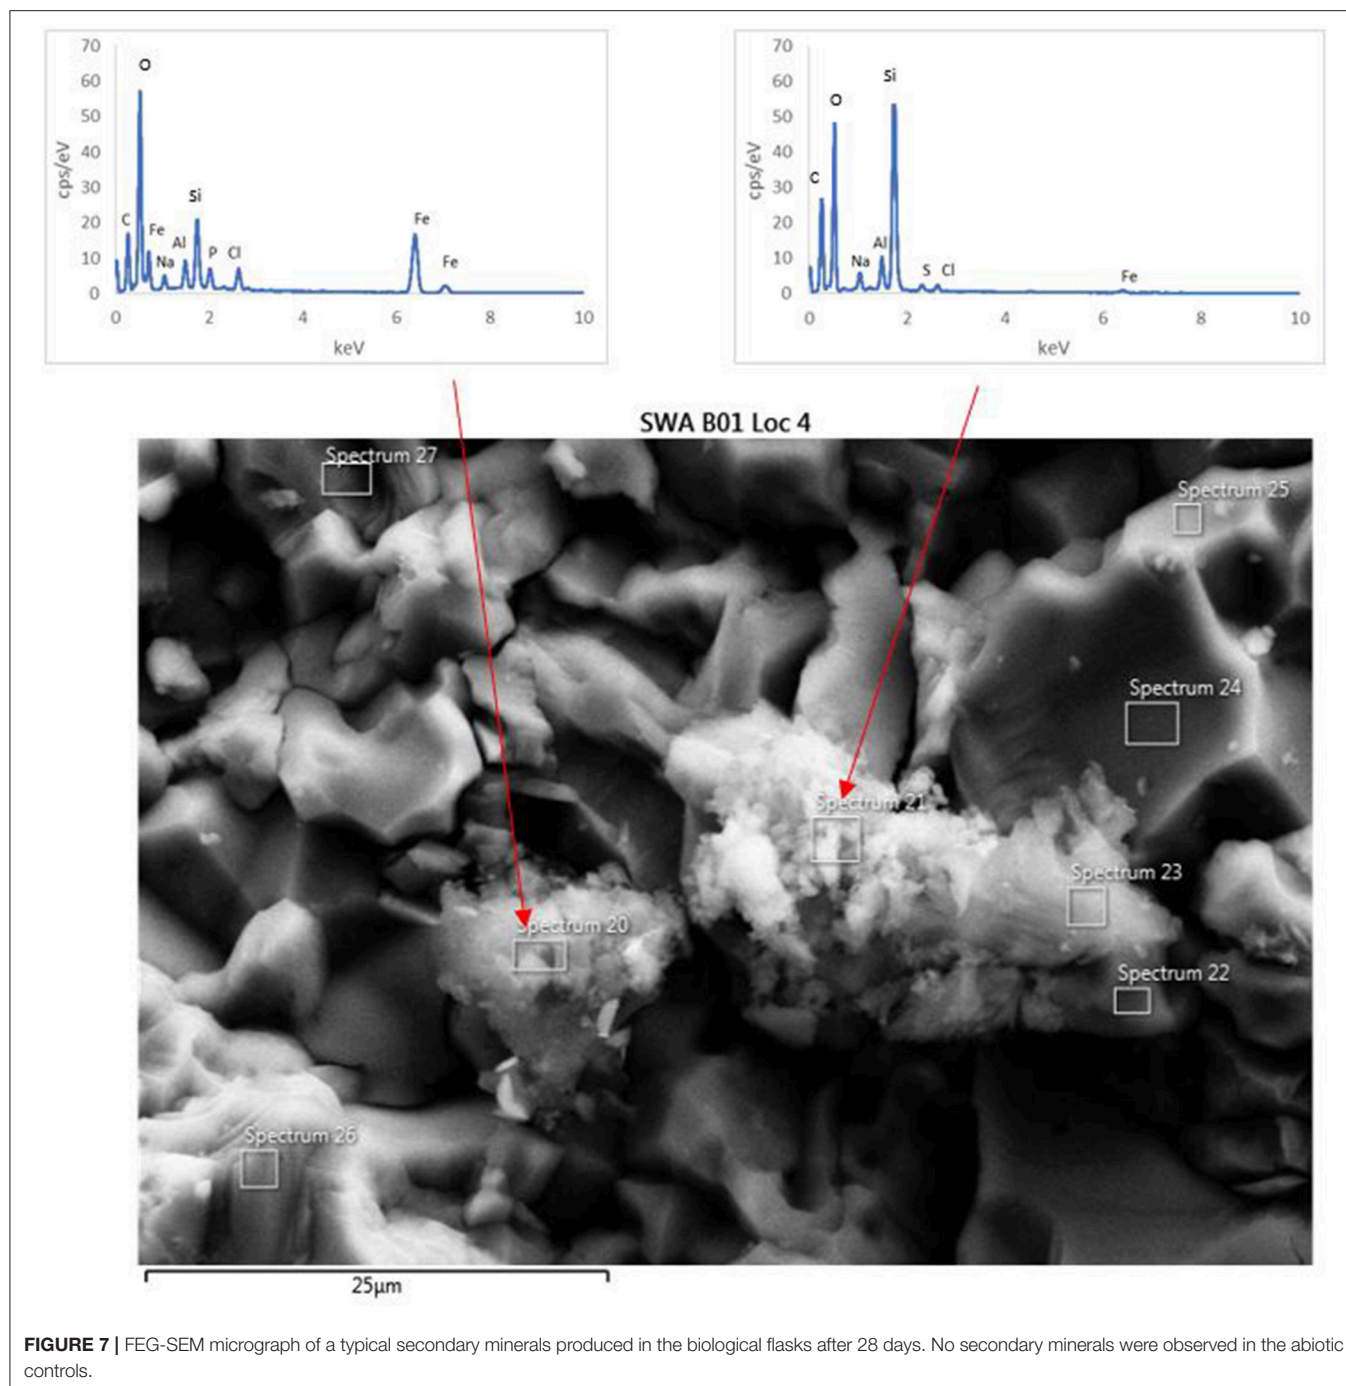 70
60
50
40
30
20
10
0
cps/eV
O
C
Fe
Na
Al
Si
P
Cl
Fe
Fe
0 2 4 6 8 10
keV
70
60
50
40
30
20
10
0
cps/eV
C
O
Na
Al
Si
S
Cl
Fe
0 2 4 6 8 10
keV
SWA B01 Loc 4
Spectrum 27
Spectrum 25
Spectrum 24
Spectrum 21
Spectrum 23
Spectrum 20
Spectrum 22
Spectrum 26
25µm
FIGURE 7 | FEG-SEM micrograph of a typical secondary minerals produced in the biological flasks after 28 days. No secondary minerals were observed in the abiotic
controls.